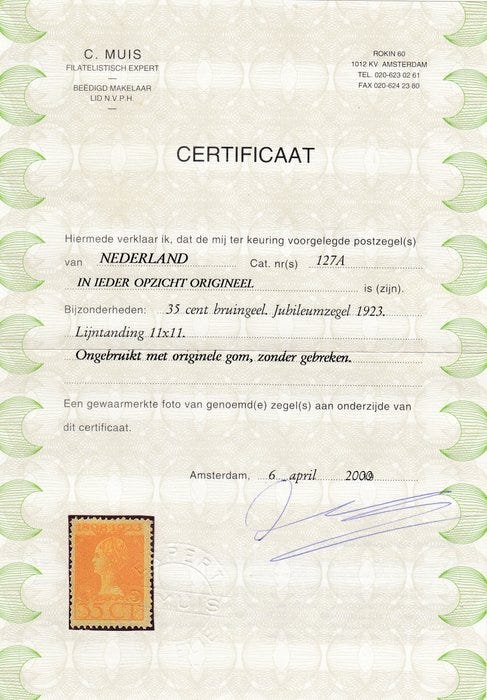 C. MUIS
FILATELISTISCH EXPERT
BEËDIGD MAKELAAR
LID N.V.P.H.
ROKIN 60
1012 KV AMSTERDAM
TEL. 020-623 02 61
FAX 020-624 23 80
CERTIFICAAT
Hiermede verklaar ik, dat de mij ter keuring voorgelegde postzegel(s)
van NEDERLAND Cat. nr(s) 127A
IN IEDER OPZICHT ORIGINEEL is (zijn).
Bijzonderheden: 35 cent bruingeel. Jubileumzegel 1923.
Lijntanding 11x11.
Ongebruikt met originele gom, zonder gebreken.
Een gewaarmerkte foto van genoemd(e) zegel(s) aan onderzijde van
dit certificaat.
Amsterdam, 6 april
1898-1923
35 CT
EXPERT
MUIS